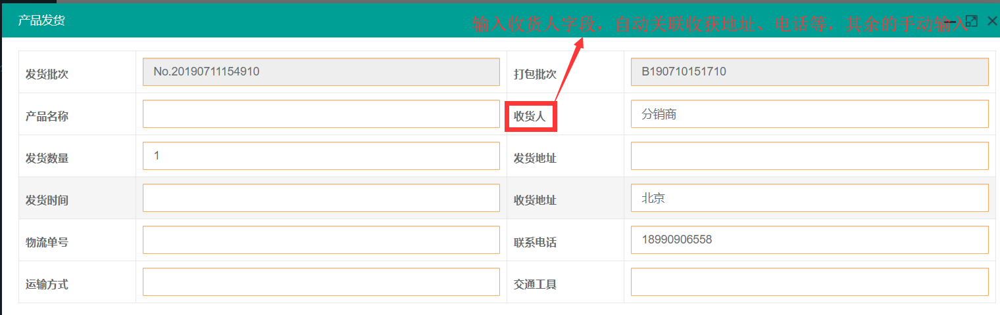 产品发货
输入收货人字段，自动关联收获地址、电话等，其余的手动输入
发货批次 No.20190711154910 打包批次 B190710151710
产品名称 收货人 分销商
发货数量 1 发货地址
发货时间 收货地址 北京
物流单号 联系电话 18990906558
运输方式 交通工具